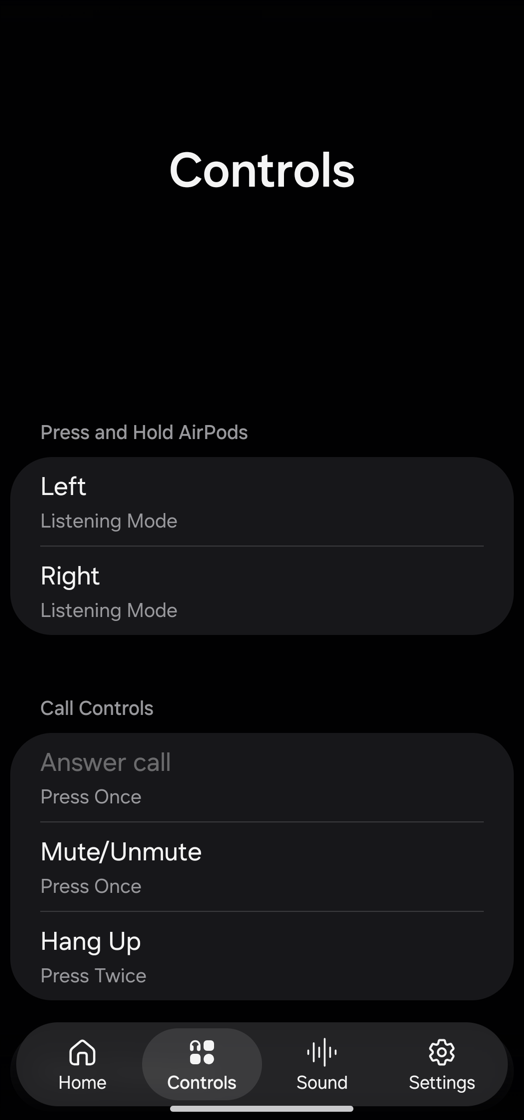 Controls
Press and Hold AirPods
Left
Listening Mode
Right
Listening Mode
Call Controls
Answer call
Press Once
Mute/Unmute
Press Once
Hang Up
Press Twice
Home
Controls
Sound
Settings